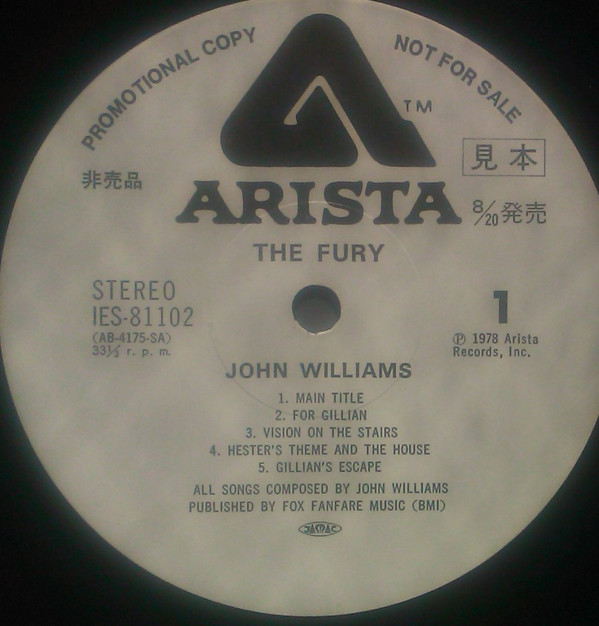 PROMOTIONAL COPY
NOT FOR SALE
TM
見本
非売品
ARISTA
8/20発売
THE FURY
STEREO
IES-81102
(AB-4175-SA)
33⅓ r. p. m.
1
℗ 1978 Arista
Records, Inc.
JOHN WILLIAMS
1. MAIN TITLE
2. FOR GILLIAN
3. VISION ON THE STAIRS
4. HESTER'S THEME AND THE HOUSE
5. GILLIAN'S ESCAPE
ALL SONGS COMPOSED BY JOHN WILLIAMS
PUBLISHED BY FOX FANFARE MUSIC (BMI)
JASRAC